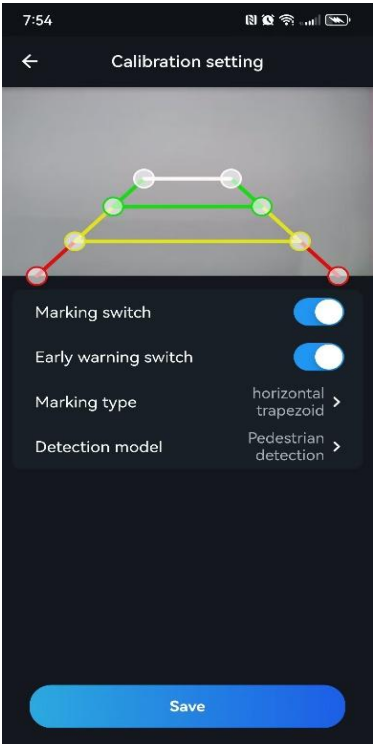 7:54
Calibration setting
Marking switch
Early warning switch
Marking type
horizontal
trapezoid
Detection model
Pedestrian
detection
Save